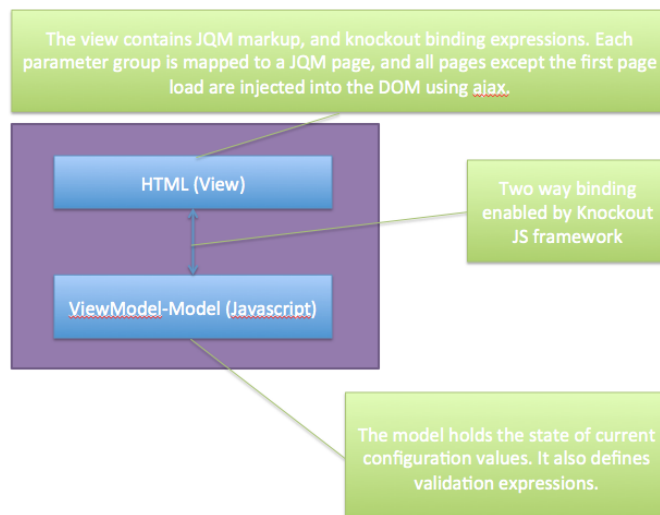 The view contains JQM markup, and knockout binding expressions. Each
parameter group is mapped to a JQM page, and all pages except the first page
load are injected into the DOM using ajax.
HTML (View)
Two way binding
enabled by Knockout
JS framework
ViewModel-Model (Javascript)
The model holds the state of current
configuration values. It also defines
validation expressions.